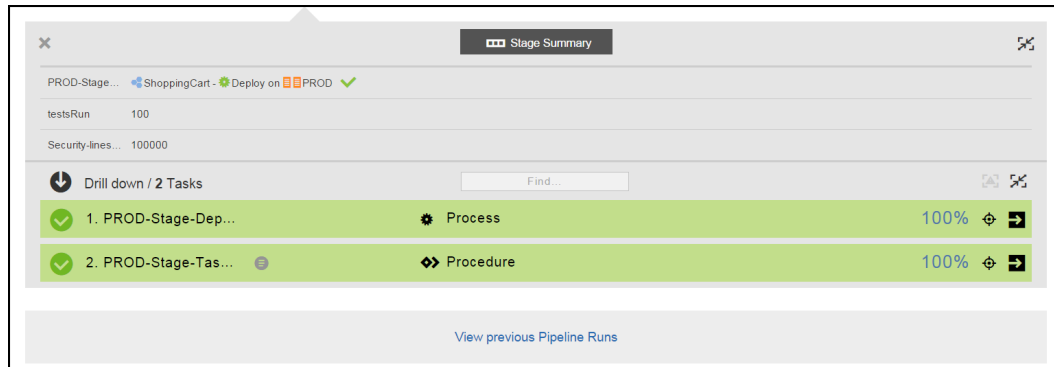 Stage Summary
PROD-Stage... ShoppingCart - Deploy on PROD
testsRun 100
Security-lines... 100000
Drill down / 2 Tasks Find...
1. PROD-Stage-Dep... Process 100%
2. PROD-Stage-Tas... Procedure 100%
View previous Pipeline Runs